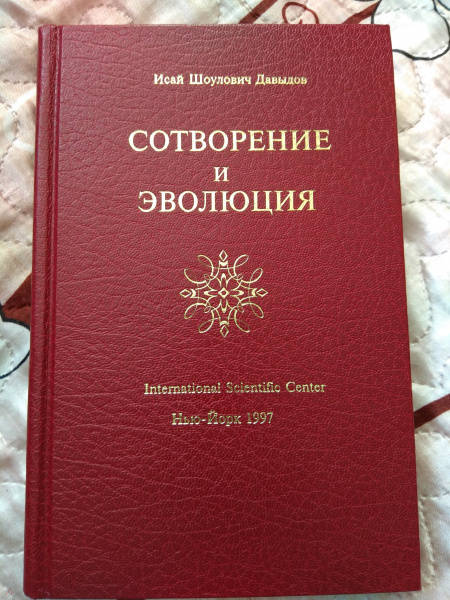 Исай Шоулович Давыдов
СОТВОРЕНИЕ
и
ЭВОЛЮЦИЯ
International Scientific Center
Нью-Йорк 1997